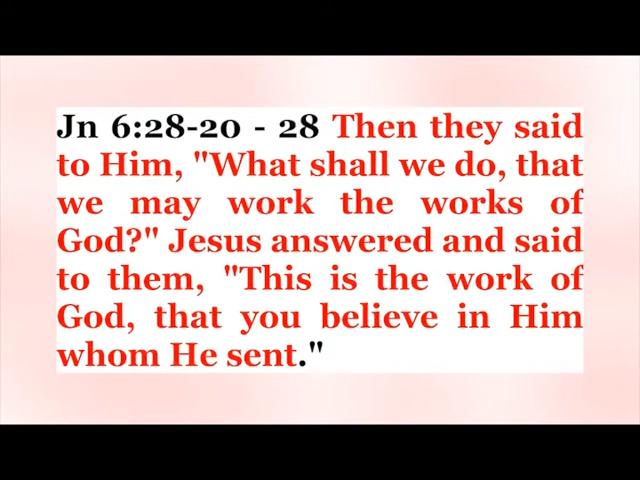 Jn 6:28-20 - 28 Then they said
to Him, "What shall we do, that
we may work the works of
God?" Jesus answered and said
to them, "This is the work of
God, that you believe in Him
whom He sent."